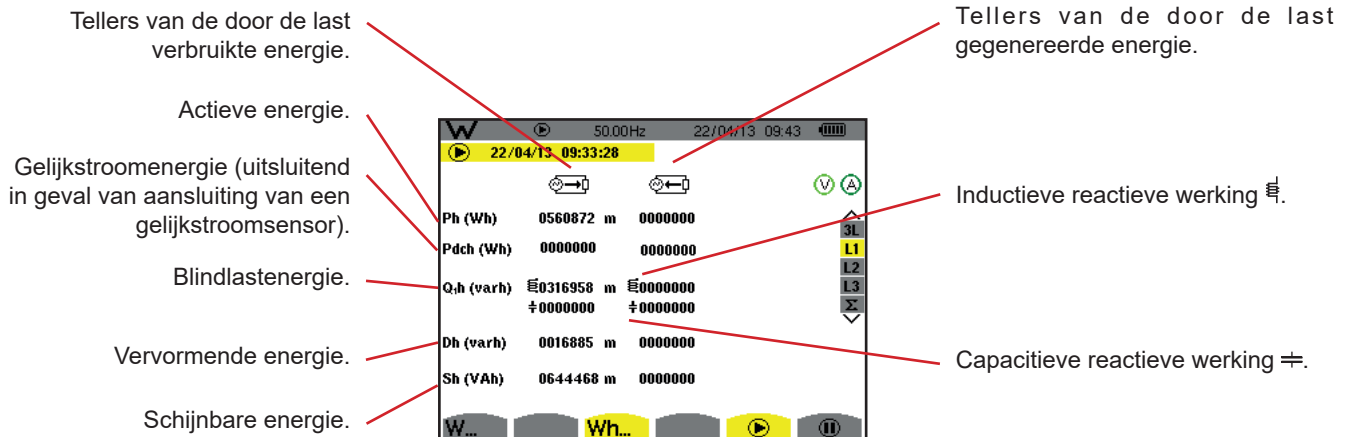 Tellers van de door de last
verbruikte energie.
Tellers van de door de last
gegenereerde energie.
Actieve energie.
Gelijkstroomenergie (uitsluitend
in geval van aansluiting van een
gelijkstroomsensor).
Blindlastenergie.
Vervormende energie.
Schijnbare energie.
W 50.00Hz 22/04/13 09:43
22/04/13 09:33:28
V A
Ph (Wh) 0560872 m 0000000
Pdch (Wh) 0000000 0000000
Q₁h (varh) 0316958 m 0000000
0000000 0000000
Dh (varh) 0016885 m 0000000
Sh (VAh) 0644468 m 0000000
3L
L1
L2
L3
Σ
W... Wh...
Inductieve reactieve werking.
Capacitieve reactieve werking.